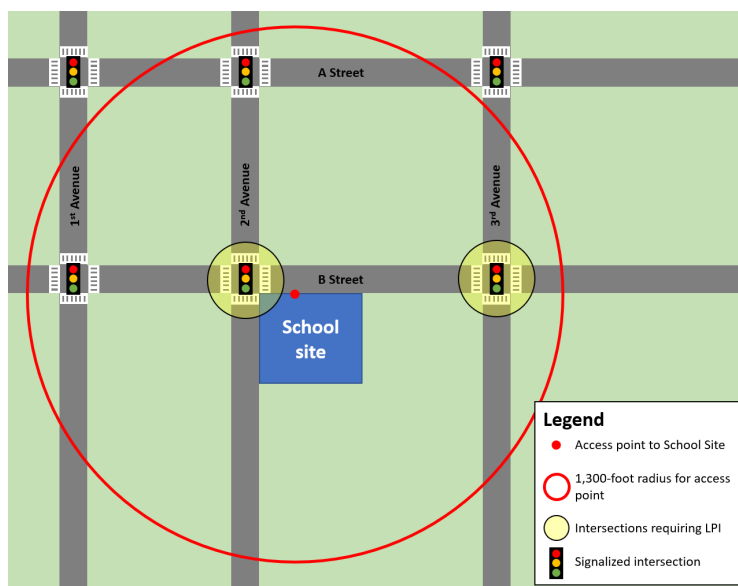 A Street
1st Avenue
2nd Avenue
3rd Avenue
B Street
School
site
Legend
Access point to School Site
1,300-foot radius for access
point
Intersections requiring LPI
Signalized intersection